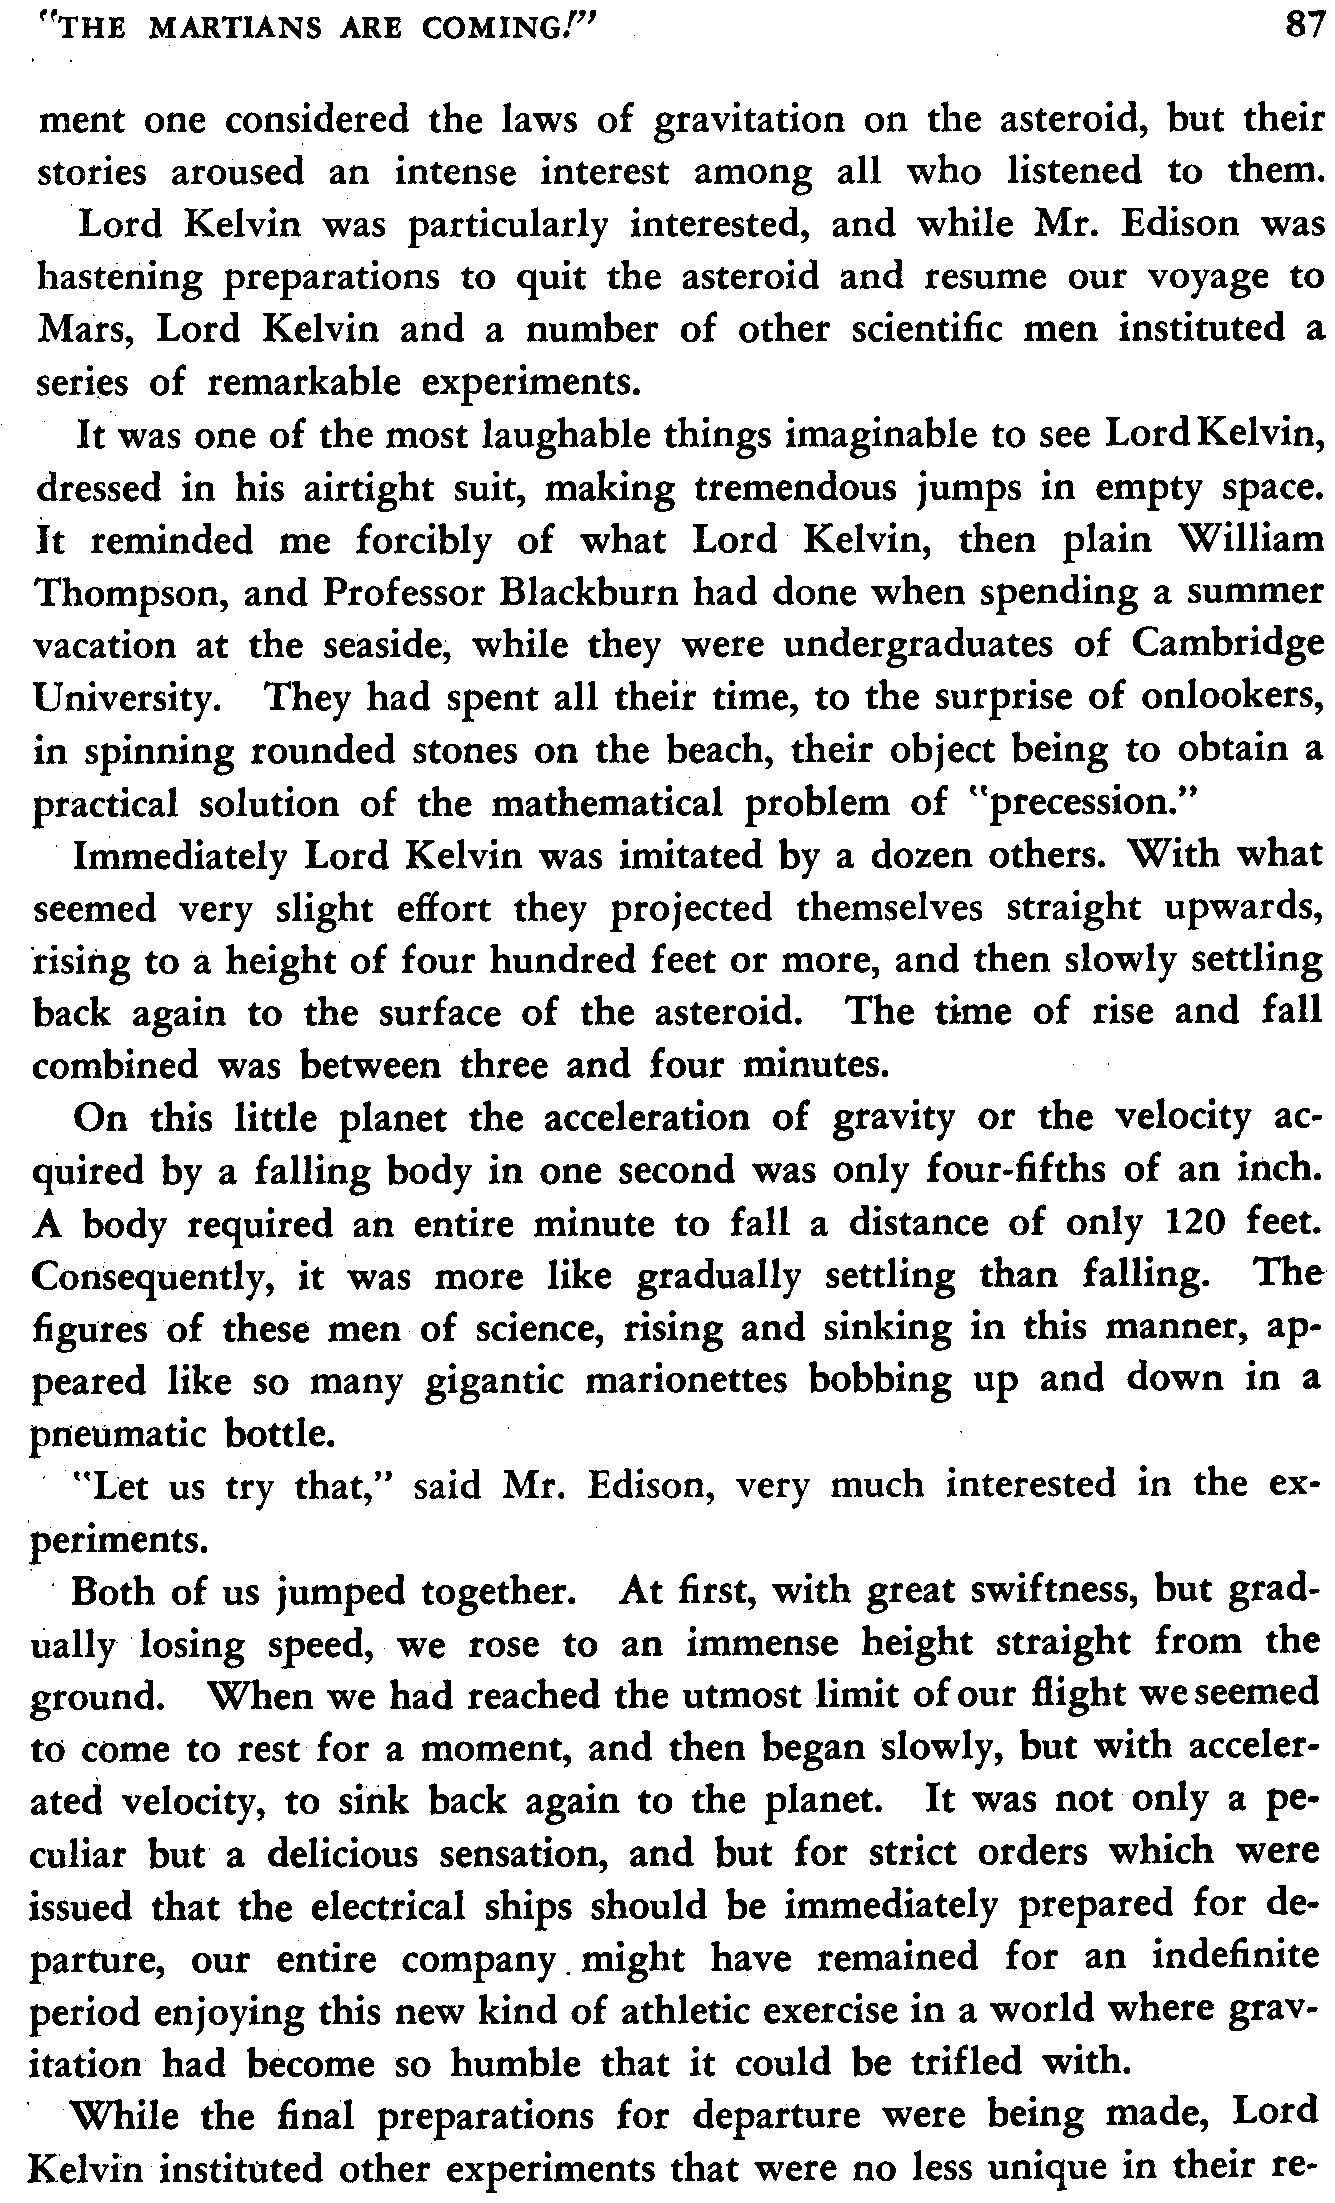 "THE MARTIANS ARE COMING!" 87
ment one considered the laws of gravitation on the asteroid, but their
stories aroused an intense interest among all who listened to them.
Lord Kelvin was particularly interested, and while Mr. Edison was
hastening preparations to quit the asteroid and resume our voyage to
Mars, Lord Kelvin and a number of other scientific men instituted a
series of remarkable experiments.
It was one of the most laughable things imaginable to see Lord Kelvin,
dressed in his airtight suit, making tremendous jumps in empty space.
It reminded me forcibly of what Lord Kelvin, then plain William
Thompson, and Professor Blackburn had done when spending a summer
vacation at the seaside, while they were undergraduates of Cambridge
University. They had spent all their time, to the surprise of onlookers,
in spinning rounded stones on the beach, their object being to obtain a
practical solution of the mathematical problem of "precession."
Immediately Lord Kelvin was imitated by a dozen others. With what
seemed very slight effort they projected themselves straight upwards,
rising to a height of four hundred feet or more, and then slowly settling
back again to the surface of the asteroid. The time of rise and fall
combined was between three and four minutes.
On this little planet the acceleration of gravity or the velocity ac-
quired by a falling body in one second was only four-fifths of an inch.
A body required an entire minute to fall a distance of only 120 feet.
Consequently, it was more like gradually settling than falling. The
figures of these men of science, rising and sinking in this manner, ap-
peared like so many gigantic marionettes bobbing up and down in a
pneumatic bottle.
"Let us try that," said Mr. Edison, very much interested in the ex-
periments.
Both of us jumped together. At first, with great swiftness, but grad-
ually losing speed, we rose to an immense height straight from the
ground. When we had reached the utmost limit of our flight we seemed
to come to rest for a moment, and then began slowly, but with acceler-
ated velocity, to sink back again to the planet. It was not only a pe-
culiar but a delicious sensation, and but for strict orders which were
issued that the electrical ships should be immediately prepared for de-
parture, our entire company might have remained for an indefinite
period enjoying this new kind of athletic exercise in a world where grav-
itation had become so humble that it could be trifled with.
While the final preparations for departure were being made, Lord
Kelvin instituted other experiments that were no less unique in their re-